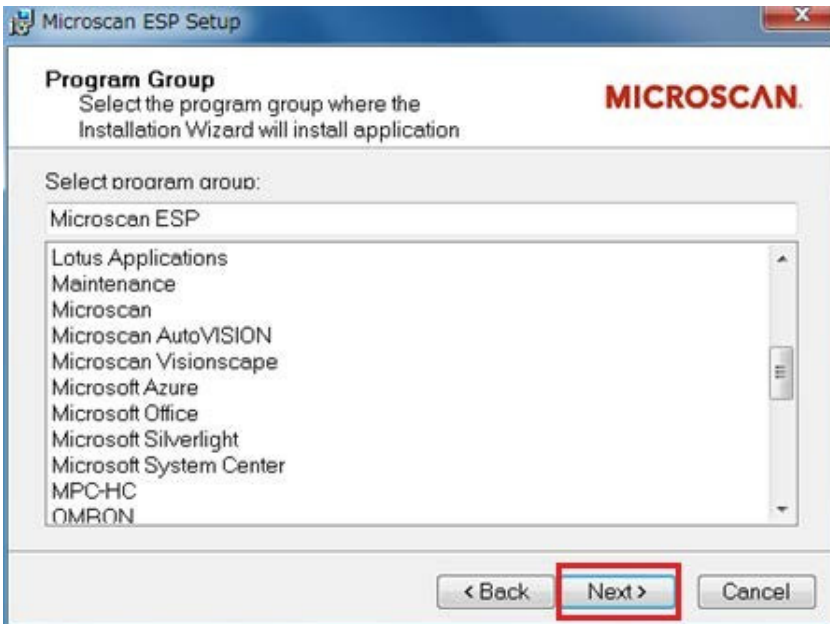 Microscan ESP Setup
Program Group
Select the program group where the
Installation Wizard will install application
MICROSCAN.
Select program group:
Microscan ESP
Lotus Applications
Maintenance
Microscan
Microscan AutoVISION
Microscan Visionscape
Microsoft Azure
Microsoft Office
Microsoft Silverlight
Microsoft System Center
MPC-HC
OMRON
< Back
Next >
Cancel